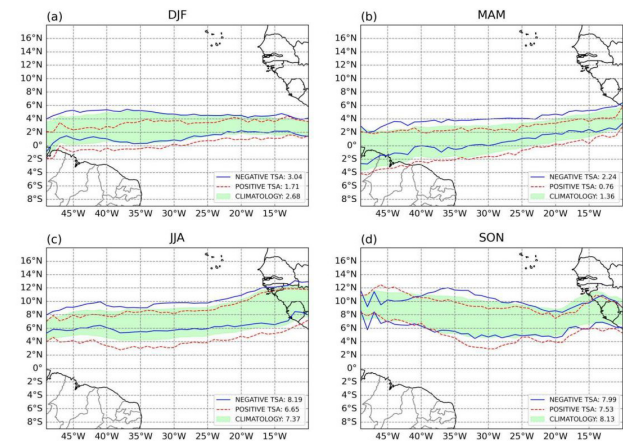 (a) DJF
16°N
14°N
12°N
10°N
8°N
6°N
4°N
2°N
0°
2°S
4°S
6°S
8°S
NEGATIVE TSA: 3.04
POSITIVE TSA: 1.71
CLIMATOLOGY: 2.68
45°W 40°W 35°W 30°W 25°W 20°W 15°W
(b) MAM
16°N
14°N
12°N
10°N
8°N
6°N
4°N
2°N
0°
2°S
4°S
6°S
8°S
NEGATIVE TSA: 2.24
POSITIVE TSA: 0.76
CLIMATOLOGY: 1.36
45°W 40°W 35°W 30°W 25°W 20°W 15°W
(c) JJA
16°N
14°N
12°N
10°N
8°N
6°N
4°N
2°N
0°
2°S
4°S
6°S
8°S
NEGATIVE TSA: 8.19
POSITIVE TSA: 6.65
CLIMATOLOGY: 7.37
45°W 40°W 35°W 30°W 25°W 20°W 15°W
(d) SON
16°N
14°N
12°N
10°N
8°N
6°N
4°N
2°N
0°
2°S
4°S
6°S
8°S
NEGATIVE TSA: 7.99
POSITIVE TSA: 7.53
CLIMATOLOGY: 8.13
45°W 40°W 35°W 30°W 25°W 20°W 15°W